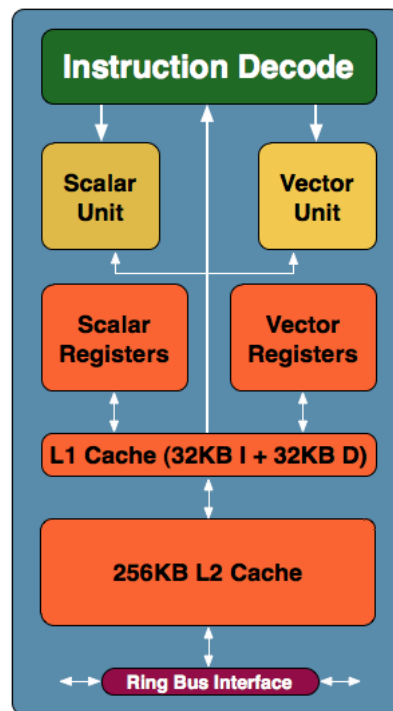 Instruction Decode
Scalar
Unit
Vector
Unit
Scalar
Registers
Vector
Registers
L1 Cache (32KB I + 32KB D)
256KB L2 Cache
Ring Bus Interface